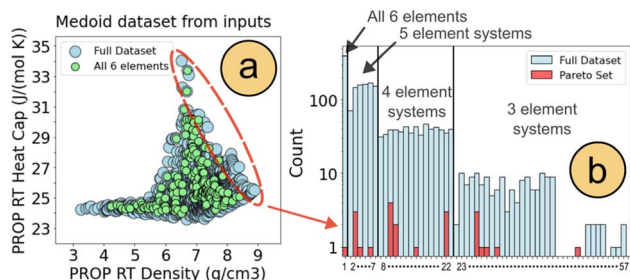 Medoid dataset from inputs
PROP RT Heat Cap (J/(mol K))
35
33
31
29
27
25
23
Full Dataset
All 6 elements
a
3 4 5 6 7 8 9
PROP RT Density (g/cm3)
All 6 elements
5 element systems
Full Dataset
Pareto Set
4 element
systems
3 element
systems
b
Count
100
10
1
1 2 7 8 22 23 57